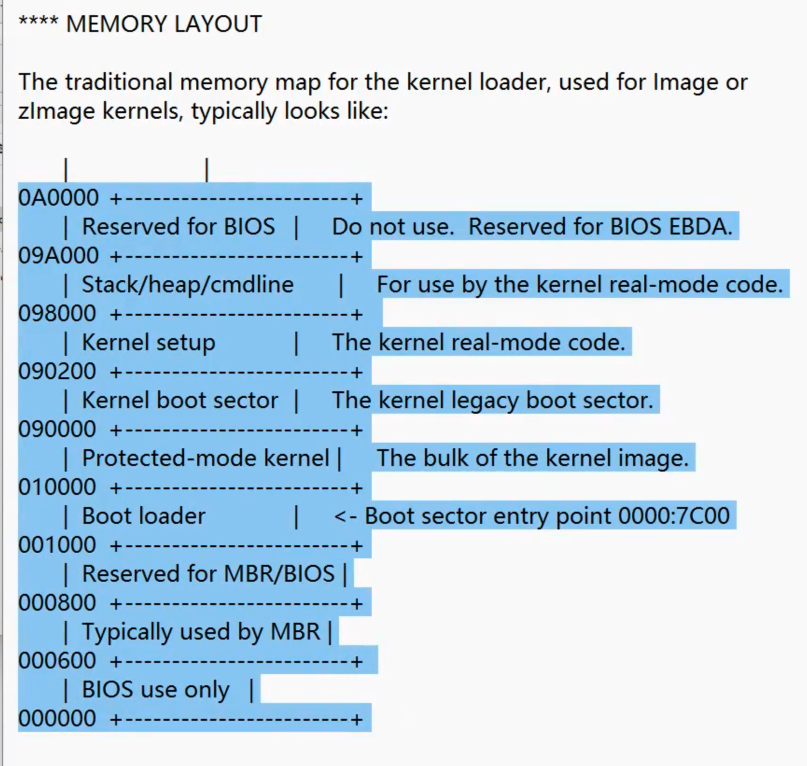 **** MEMORY LAYOUT
The traditional memory map for the kernel loader, used for Image or
zImage kernels, typically looks like:
| |
0A0000 +------------------------+
| Reserved for BIOS | Do not use. Reserved for BIOS EBDA.
09A000 +------------------------+
| Stack/heap/cmdline | For use by the kernel real-mode code.
098000 +------------------------+
| Kernel setup | The kernel real-mode code.
090200 +------------------------+
| Kernel boot sector | The kernel legacy boot sector.
090000 +------------------------+
| Protected-mode kernel | The bulk of the kernel image.
010000 +------------------------+
| Boot loader | <- Boot sector entry point 0000:7C00
001000 +------------------------+
| Reserved for MBR/BIOS |
000800 +------------------------+
| Typically used by MBR |
000600 +------------------------+
| BIOS use only |
000000 +------------------------+